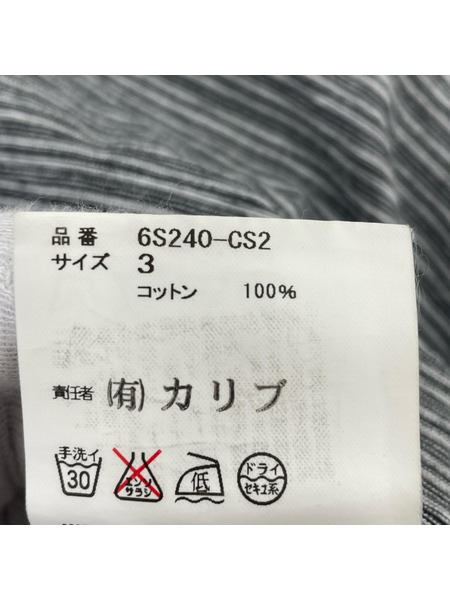 品番 6S240-CS2
サイズ 3
コットン 100%
責任者 ㈲カリブ
手洗イ 30
エンソ サラシ
低
ドライ セキユ系